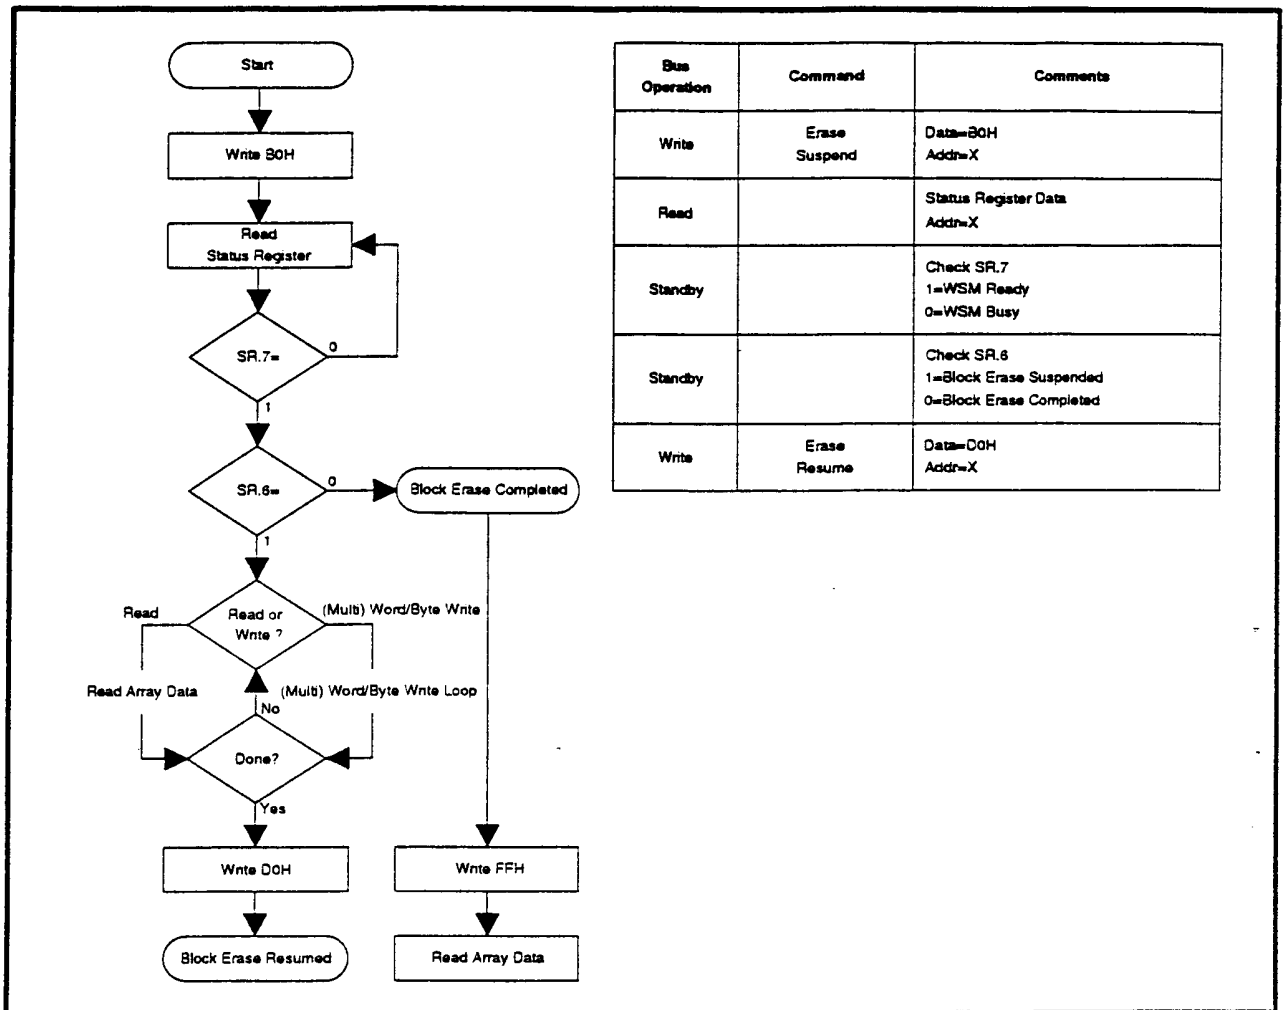 Start
Write B0H
Read
Status Register
SR.7=
0
1
SR.6=
0
Block Erase Completed
1
Read
Read or
Write ?
(Multi) Word/Byte Write
Read Array Data
(Multi) Word/Byte Write Loop
No
Done?
Yes
Write D0H
Write FFH
Block Erase Resumed
Read Array Data
Bus
Operation
Command
Comments
Write
Erase
Suspend
Data=B0H
Addr=X
Read
Status Register Data
Addr=X
Standby
Check SR.7
1=WSM Ready
0=WSM Busy
Standby
Check SR.6
1=Block Erase Suspended
0=Block Erase Completed
Write
Erase
Resume
Data=D0H
Addr=X